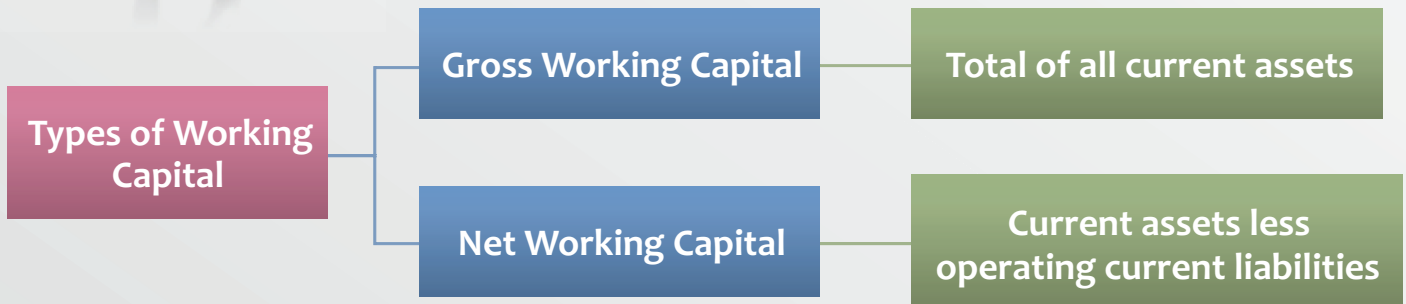 Types of Working
Capital
Gross Working Capital
Total of all current assets
Net Working Capital
Current assets less
operating current liabilities